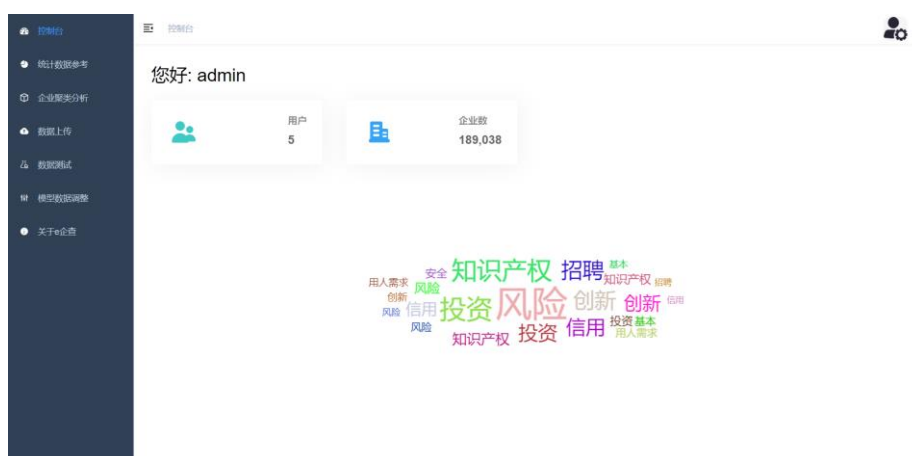 控制台
统计数据参考
企业聚类分析
数据上传
数据测试
模型数据调整
关于e企查
控制台
您好: admin
用户
5
企业数
189,038
安全 知识产权 招聘 基本
用人需求 风险 知识产权 招聘
创新 投资 风险 创新 创新 信用
风险 信用
风险 知识产权 投资 信用 投资 基本
用人需求